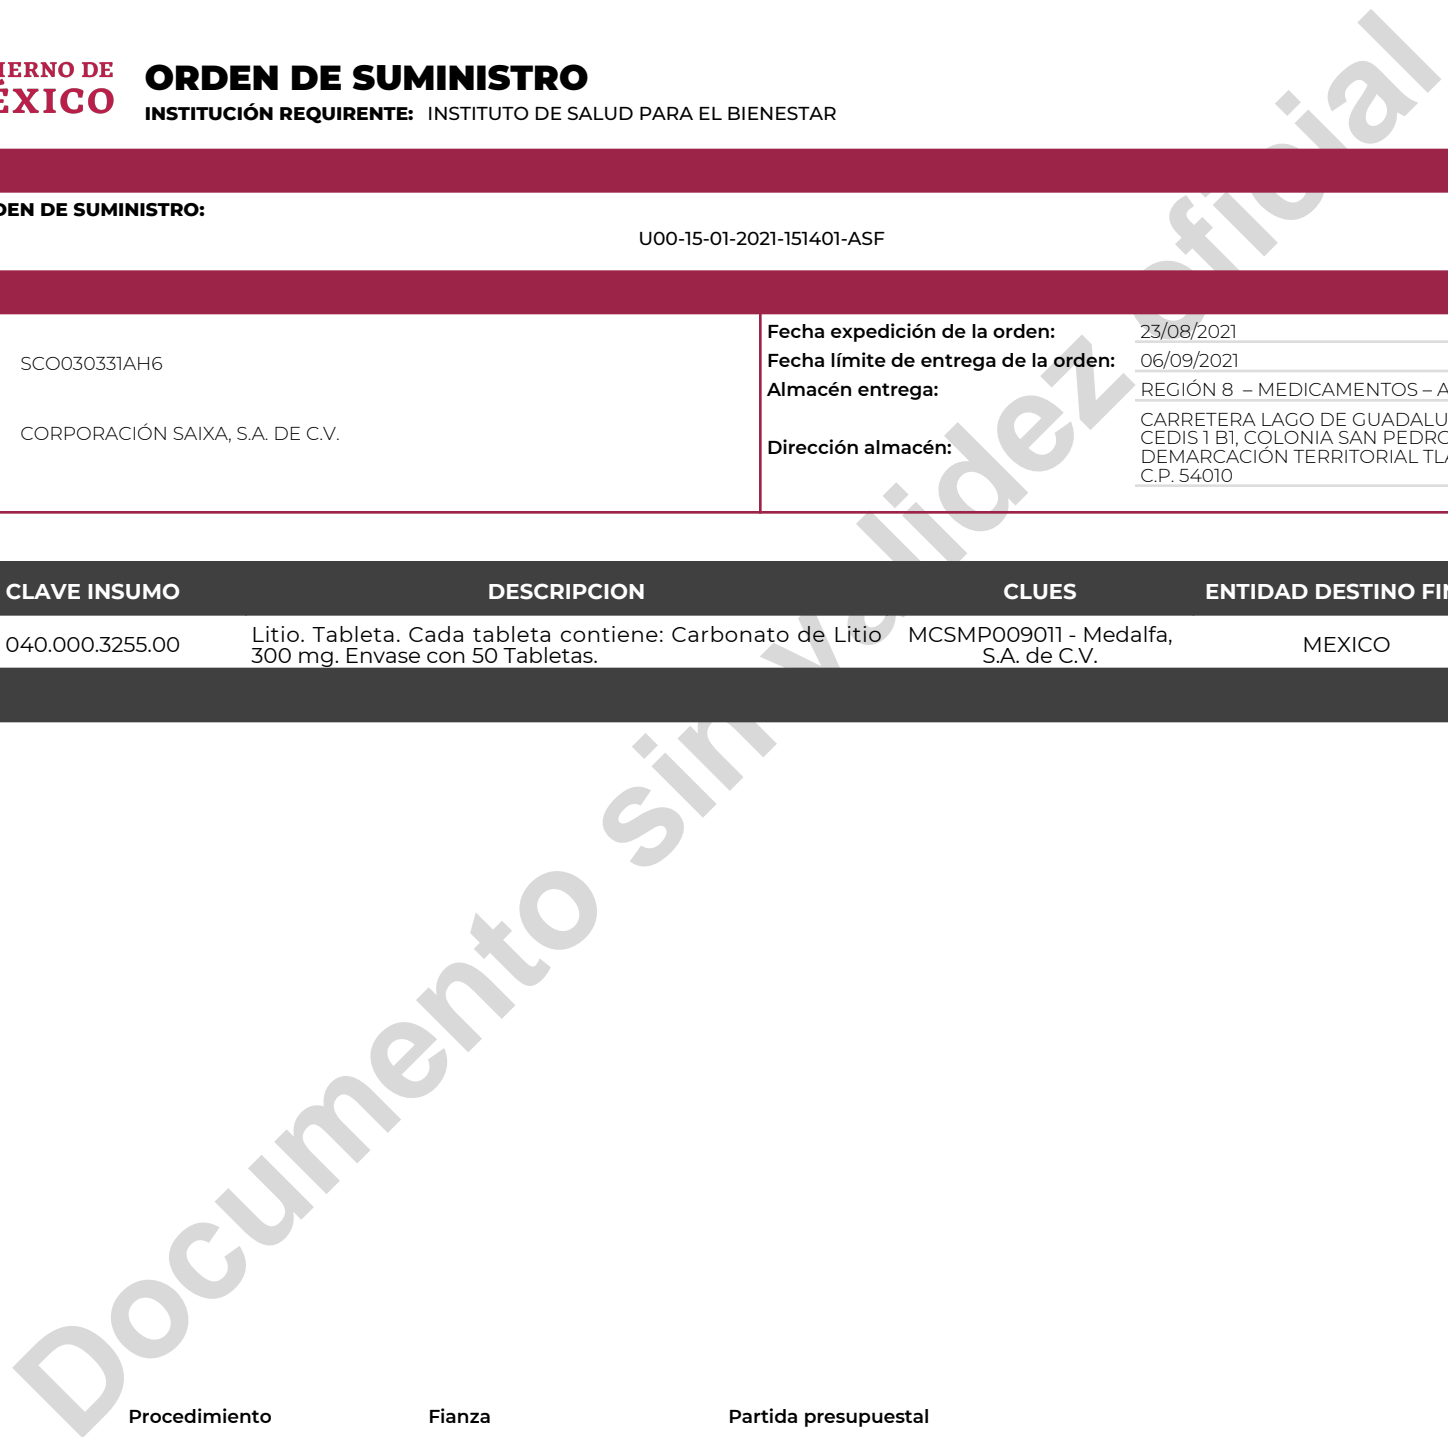 IERNO DE
ÉXICO
ORDEN DE SUMINISTRO
INSTITUCIÓN REQUIRENTE: INSTITUTO DE SALUD PARA EL BIENESTAR
DEN DE SUMINISTRO:
U00-15-01-2021-151401-ASF
SCO030331AH6
CORPORACIÓN SAIXA, S.A. DE C.V.
Fecha expedición de la orden: 23/08/2021
Fecha límite de entrega de la orden: 06/09/2021
Almacén entrega: REGIÓN 8 – MEDICAMENTOS – A
Dirección almacén:
CARRETERA LAGO DE GUADALU
CEDIS 1 B1, COLONIA SAN PEDRO
DEMARCACIÓN TERRITORIAL TLA
C.P. 54010
CLAVE INSUMO DESCRIPCION CLUES ENTIDAD DESTINO FIN
040.000.3255.00
Litio. Tableta. Cada tableta contiene: Carbonato de Litio
300 mg. Envase con 50 Tabletas.
MCSMP009011 - Medalfa,
S.A. de C.V.
MEXICO
Documento sin validez oficial
Procedimiento Fianza Partida presupuestal